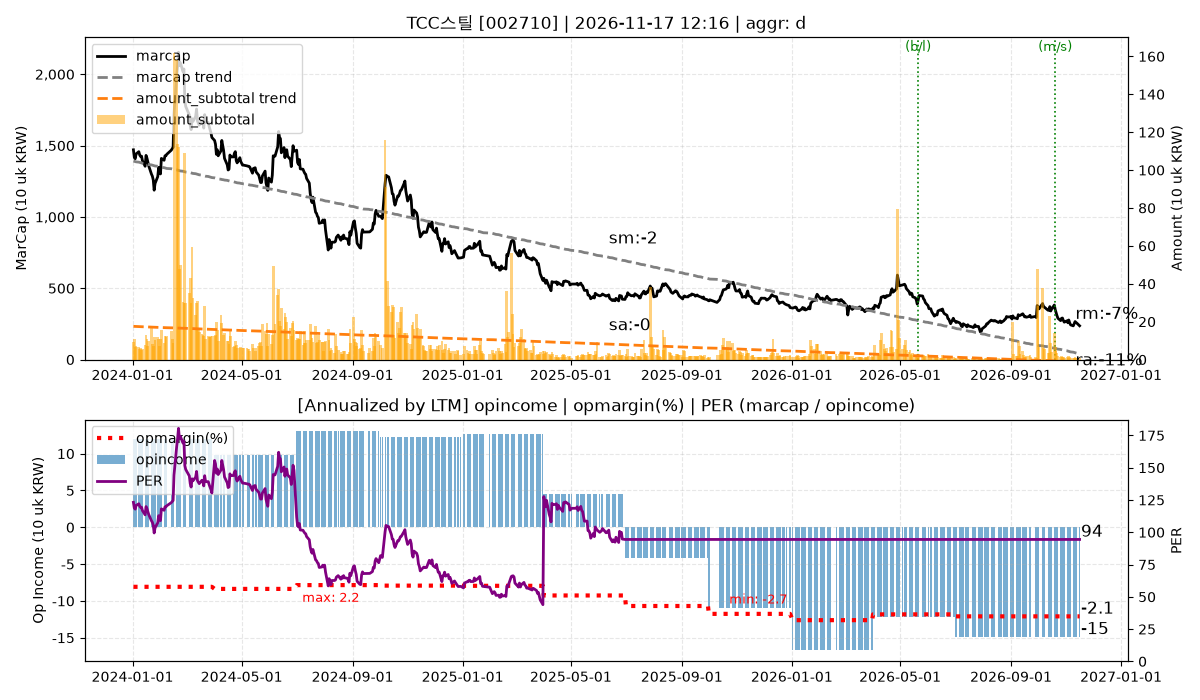 TCC스틸 [002710] | 2026-11-17 12:16 | aggr: d
MarCap (10 uk KRW)
2,000
1,500
1,000
500
0
marcap
marcap trend
amount_subtotal trend
amount_subtotal
(b/l)
(m/s)
sm:-2
sa:-0
rm:-7%
ra:-11%
160
140
120
100
80
60
40
20
0
Amount (10 uk KRW)
2024-01-01
2024-05-01
2024-09-01
2025-01-01
2025-05-01
2025-09-01
2026-01-01
2026-05-01
2026-09-01
2027-01-01
[Annualized by LTM] opincome | opmargin(%) | PER (marcap / opincome)
Op Income (10 uk KRW)
10
5
0
-5
-10
-15
opmargin(%)
opincome
PER
max: 2.2
min: -2.7
94
-2.1
-15
175
150
125
100
75
50
25
0
PER
2024-01-01
2024-05-01
2024-09-01
2025-01-01
2025-05-01
2025-09-01
2026-01-01
2026-05-01
2026-09-01
2027-01-01